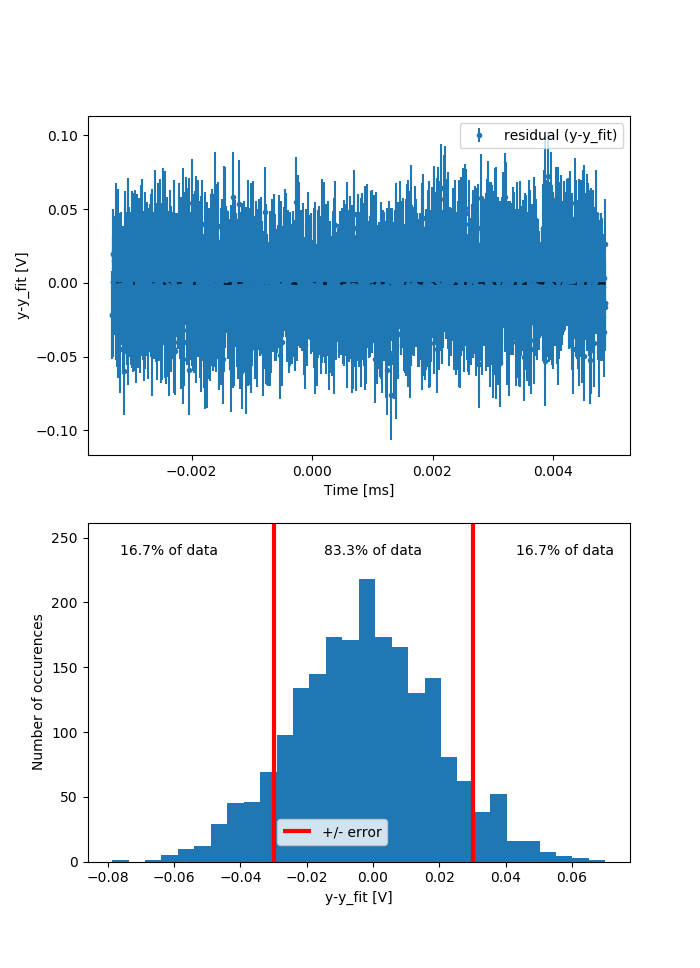 residual (y-y_fit)
0.10
0.05
0.00
−0.05
−0.10
y-y_fit [V]
−0.002 0.000 0.002 0.004
Time [ms]
16.7% of data 83.3% of data 16.7% of data
250
200
150
100
50
0
Number of occurences
+/- error
−0.08 −0.06 −0.04 −0.02 0.00 0.02 0.04 0.06
y-y_fit [V]